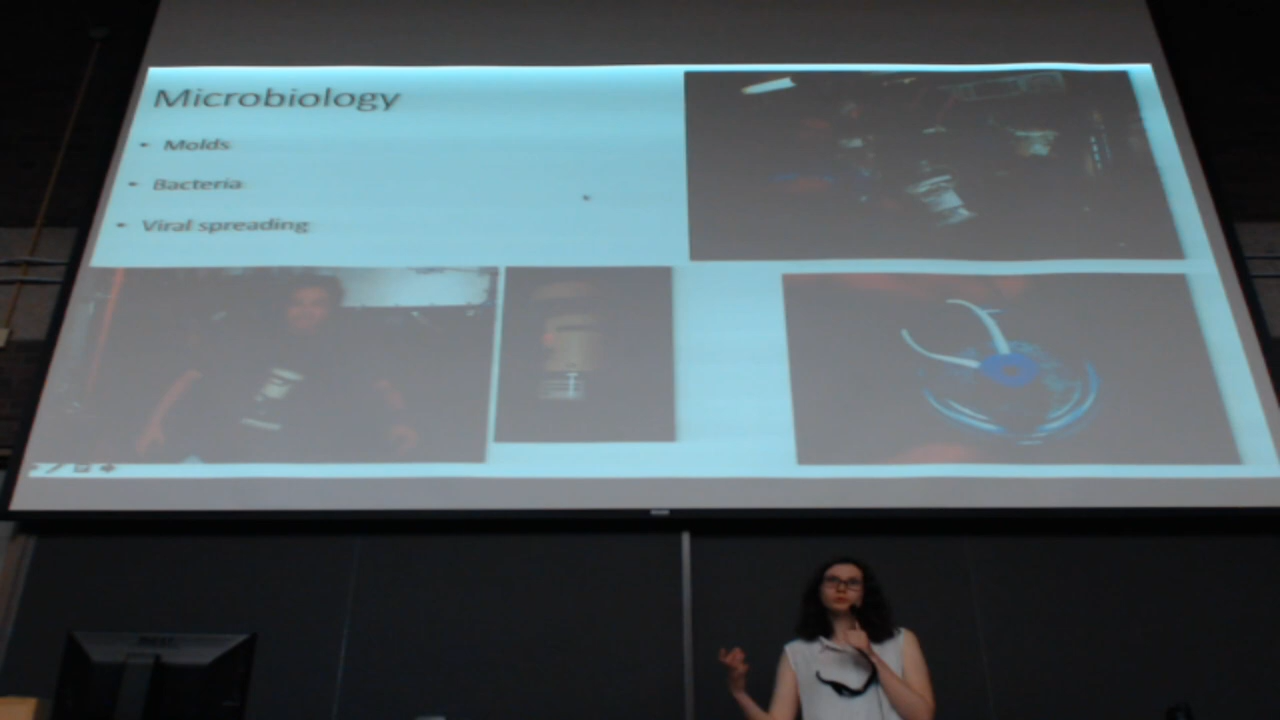 Microbiology
• Molds
• Bacteria
• Viral spreading